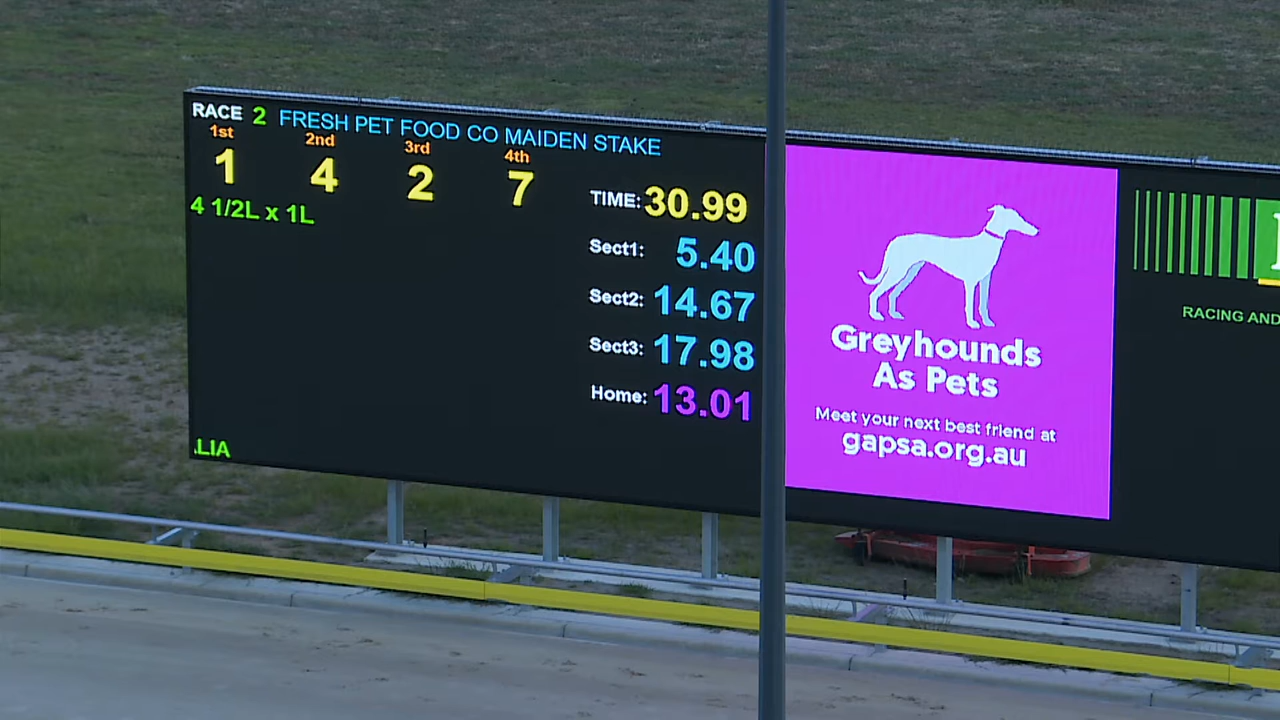 RACE 2 FRESH PET FOOD CO MAIDEN STAKE
1st 2nd 3rd 4th
1 4 2 7
4 1/2L x 1L
TIME: 30.99
Sect1: 5.40
Sect2: 14.67
Sect3: 17.98
Home: 13.01
LIA
Greyhounds
As Pets
Meet your next best friend at
gapsa.org.au
RACING AND